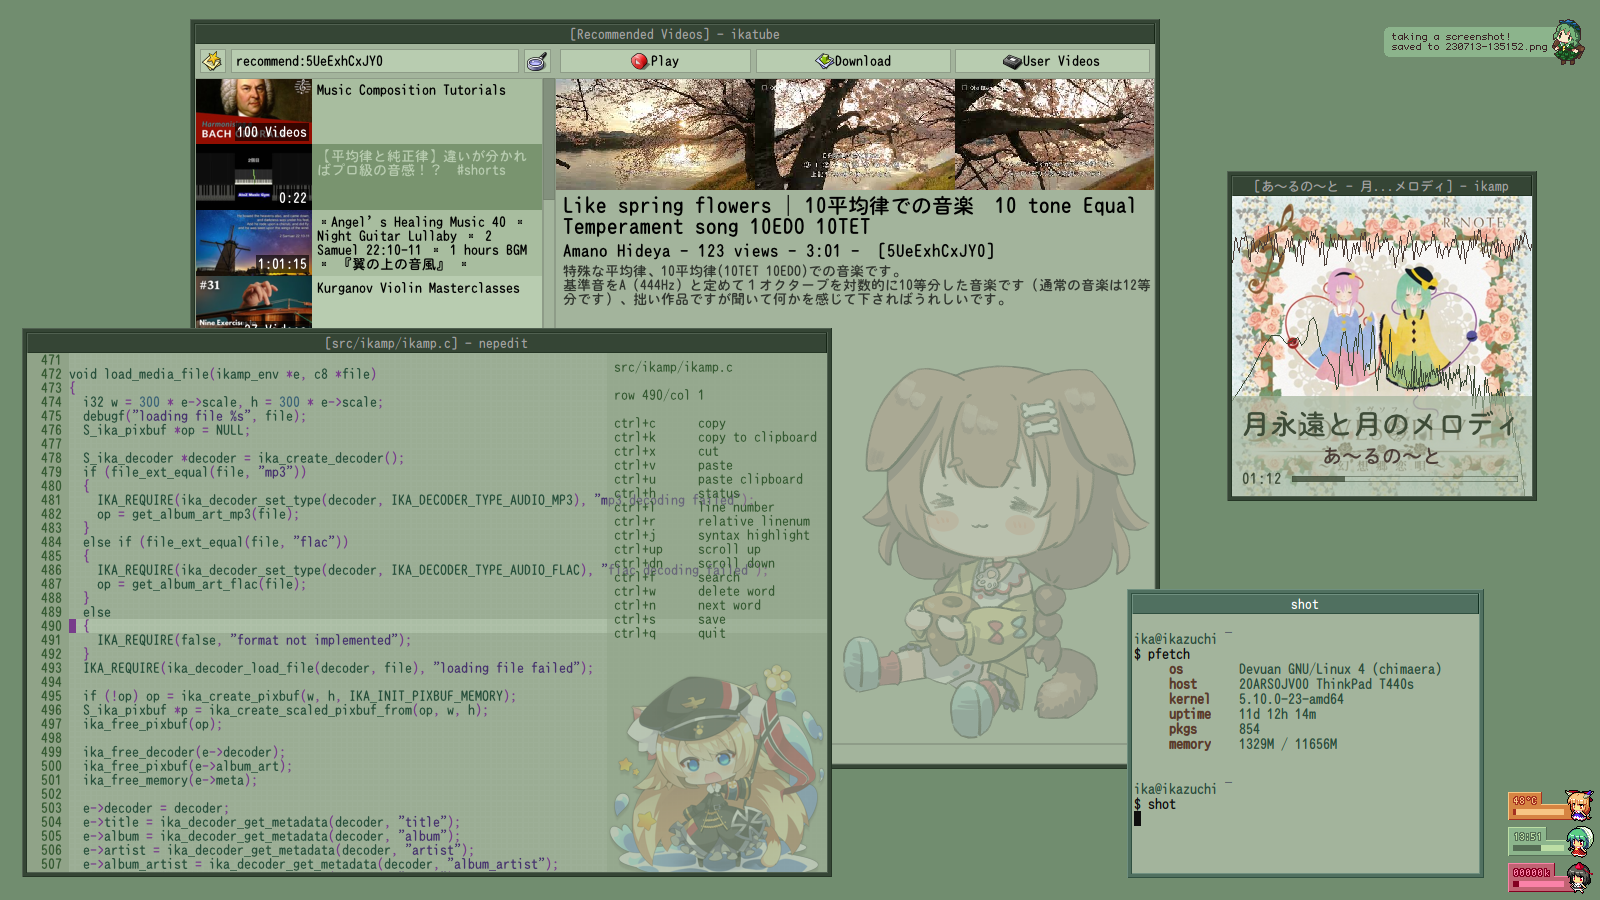 [Recommended Videos] - ikatube
recommend:5UeExhCxJY0
Play
Download
User Videos
BACH
100 Videos
Music Composition Tutorials
【平均律と純正律】違いが分かれ
ばプロ級の音感！？　#shorts
0:22
▫ Angel’s Healing Music 40 ▫
Night Guitar Lullaby ▫ 2
Samuel 22:10-11 ▫ 1 hours BGM
▫ 『翼の上の音風』 ▫
1:01:15
#31
Kurganov Violin Masterclasses
Like spring flowers | 10平均律での音楽　10 tone Equal
Temperament song 10EDO 10TET
Amano Hideya - 123 views - 3:01 - [5UeExhCxJY0]
特殊な平均律、10平均律(10TET 10EDO)での音楽です。
基準音をA (444Hz) と定めて１オクターブを対数的に10等分した音楽です（通常の音楽は12等
分です）、拙い作品ですが聞いて何かを感じて下さればうれしいです。
taking a screenshot!
saved to 230713-135152.png
[あ～るの～と - 月...メロディ] - ikamp
R-NOTE
月永遠と月のメロディ
あ～るの～と
01:12
[src/ikamp/ikamp.c] - nepedit
471
472 void load_media_file(ikamp_env *e, c8 *file)
473 {
474 i32 w = 300 * e->scale, h = 300 * e->scale;
475 debugf("loading file %s", file);
476 S_ika_pixbuf *op = NULL;
477
478 S_ika_decoder *decoder = ika_create_decoder();
479 if (file_ext_equal(file, "mp3"))
480 {
481 IKA_REQUIRE(ika_decoder_set_type(decoder, IKA_DECODER_TYPE_AUDIO_MP3), "mp3 decoding failed");
482 op = get_album_art_mp3(file);
483 }
484 else if (file_ext_equal(file, "flac"))
485 {
486 IKA_REQUIRE(ika_decoder_set_type(decoder, IKA_DECODER_TYPE_AUDIO_FLAC), "flac decoding failed");
487 op = get_album_art_flac(file);
488 }
489 else
490 {
491 IKA_REQUIRE(false, "format not implemented");
492 }
493 IKA_REQUIRE(ika_decoder_load_file(decoder, file), "loading file failed");
494
495 if (!op) op = ika_create_pixbuf(w, h, IKA_INIT_PIXBUF_MEMORY);
496 S_ika_pixbuf *p = ika_create_scaled_pixbuf_from(op, w, h);
497 ika_free_pixbuf(op);
498
499 ika_free_decoder(e->decoder);
500 ika_free_pixbuf(e->album_art);
501 ika_free_memory(e->meta);
502
503 e->decoder = decoder;
504 e->title = ika_decoder_get_metadata(decoder, "title");
505 e->album = ika_decoder_get_metadata(decoder, "album");
506 e->artist = ika_decoder_get_metadata(decoder, "artist");
507 e->album_artist = ika_decoder_get_metadata(decoder, "album_artist");
src/ikamp/ikamp.c
row 490/col 1
ctrl+c copy
ctrl+k copy to clipboard
ctrl+x cut
ctrl+v paste
ctrl+u paste clipboard
ctrl+h status
ctrl+l line number
ctrl+r relative linenum
ctrl+j syntax highlight
ctrl+up scroll up
ctrl+dn scroll down
ctrl+f search
ctrl+w delete word
ctrl+n next word
ctrl+s save
ctrl+q quit
shot
ika@ikazuchi ~
$ pfetch
os Devuan GNU/Linux 4 (chimaera)
host 20ARS0JV00 ThinkPad T440s
kernel 5.10.0-23-amd64
uptime 11d 12h 14m
pkgs 854
memory 1329M / 11656M
ika@ikazuchi ~
$ shot
48°C
13:51
00000k